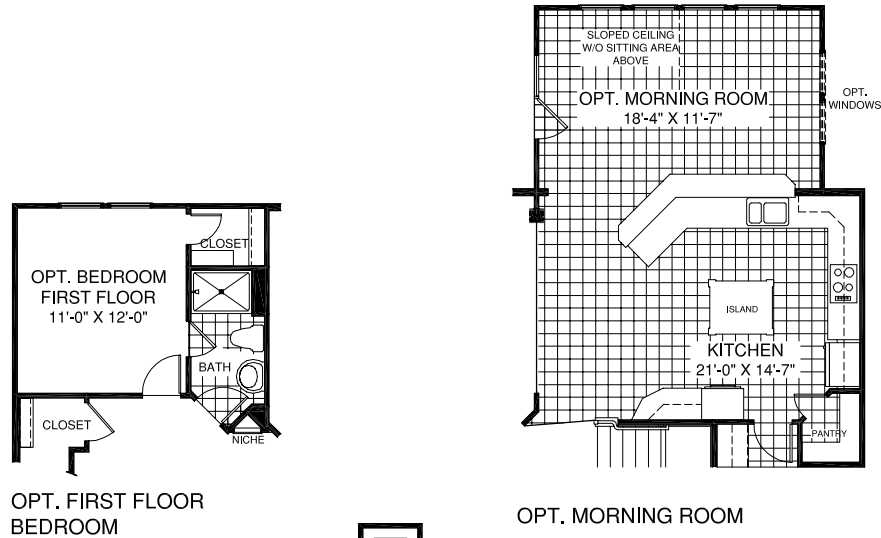 SLOPED CEILING
W/O SITTING AREA
ABOVE
OPT. MORNING ROOM
18'-4" X 11'-7"
OPT.
WINDOWS
ISLAND
KITCHEN
21'-0" X 14'-7"
PANTRY
OPT. MORNING ROOM
CLOSET
OPT. BEDROOM
FIRST FLOOR
11'-0" X 12'-0"
BATH
CLOSET
NICHE
OPT. FIRST FLOOR
BEDROOM